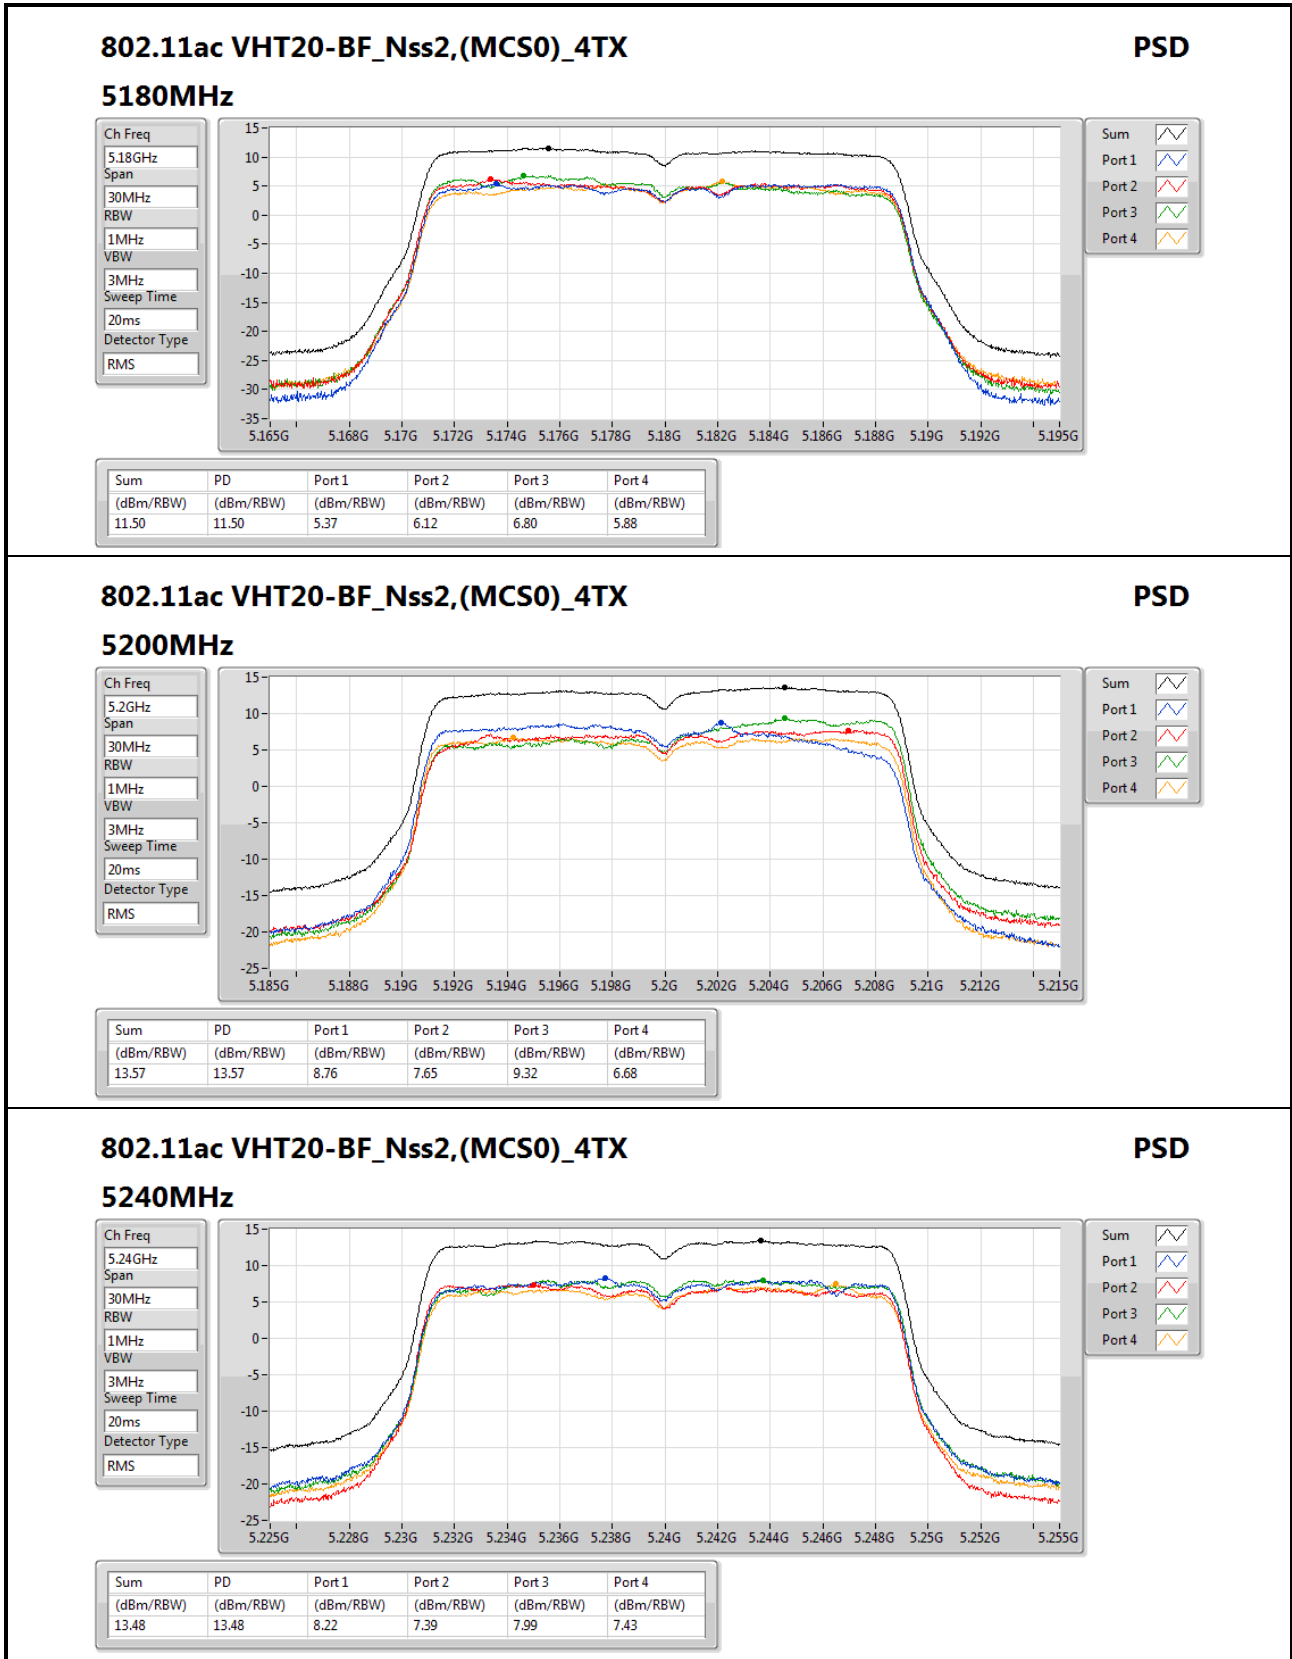 802.11ac VHT20-BF_Nss2,(MCS0)_4TX PSD
5180MHz
Ch Freq
5.18GHz
Span
30MHz
RBW
1MHz
VBW
3MHz
Sweep Time
20ms
Detector Type
RMS
15
10
5
0
-5
-10
-15
-20
-25
-30
-35
5.165G 5.168G 5.17G 5.172G 5.174G 5.176G 5.178G 5.18G 5.182G 5.184G 5.186G 5.188G 5.19G 5.192G 5.195G
Sum
Port 1
Port 2
Port 3
Port 4
Sum PD Port 1 Port 2 Port 3 Port 4
(dBm/RBW) (dBm/RBW) (dBm/RBW) (dBm/RBW) (dBm/RBW) (dBm/RBW)
11.50 11.50 5.37 6.12 6.80 5.88
802.11ac VHT20-BF_Nss2,(MCS0)_4TX PSD
5200MHz
Ch Freq
5.2GHz
Span
30MHz
RBW
1MHz
VBW
3MHz
Sweep Time
20ms
Detector Type
RMS
15
10
5
0
-5
-10
-15
-20
-25
5.185G 5.188G 5.19G 5.192G 5.194G 5.196G 5.198G 5.2G 5.202G 5.204G 5.206G 5.208G 5.21G 5.212G 5.215G
Sum
Port 1
Port 2
Port 3
Port 4
Sum PD Port 1 Port 2 Port 3 Port 4
(dBm/RBW) (dBm/RBW) (dBm/RBW) (dBm/RBW) (dBm/RBW) (dBm/RBW)
13.57 13.57 8.76 7.65 9.32 6.68
802.11ac VHT20-BF_Nss2,(MCS0)_4TX PSD
5240MHz
Ch Freq
5.24GHz
Span
30MHz
RBW
1MHz
VBW
3MHz
Sweep Time
20ms
Detector Type
RMS
15
10
5
0
-5
-10
-15
-20
-25
5.225G 5.228G 5.23G 5.232G 5.234G 5.236G 5.238G 5.24G 5.242G 5.244G 5.246G 5.248G 5.25G 5.252G 5.255G
Sum
Port 1
Port 2
Port 3
Port 4
Sum PD Port 1 Port 2 Port 3 Port 4
(dBm/RBW) (dBm/RBW) (dBm/RBW) (dBm/RBW) (dBm/RBW) (dBm/RBW)
13.48 13.48 8.22 7.39 7.99 7.43